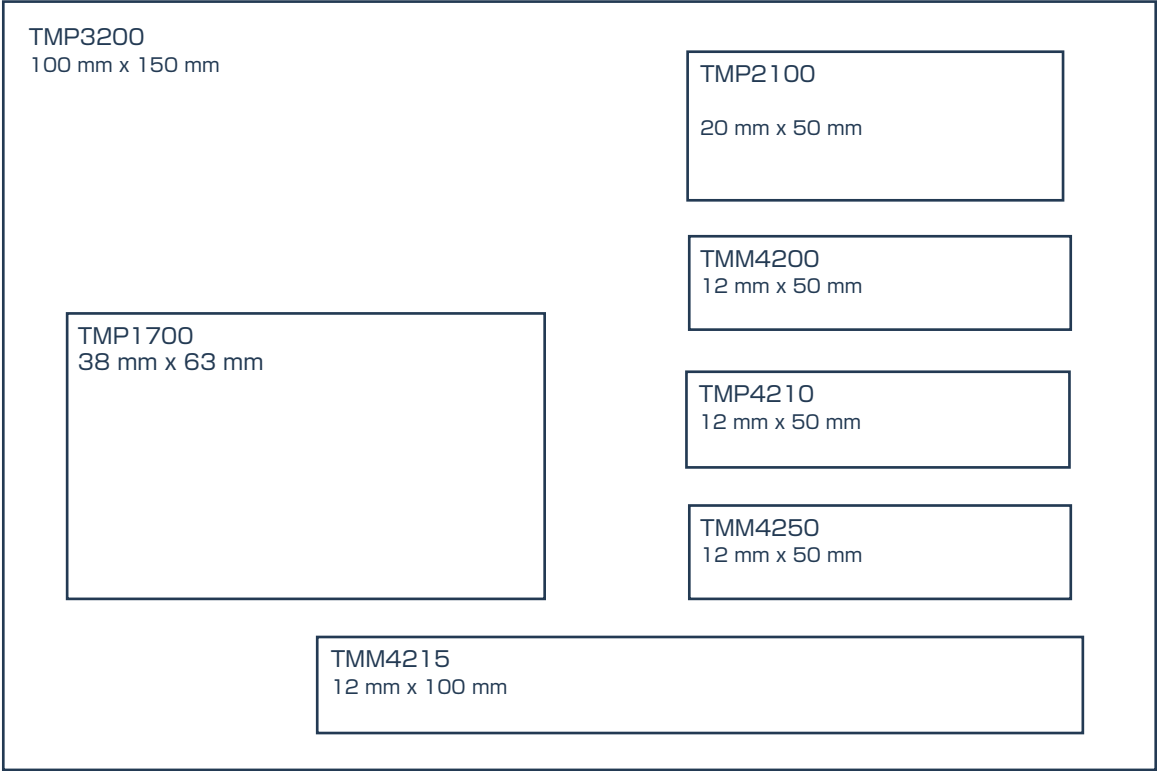 TMP3200
100 mm x 150 mm
TMP2100
20 mm x 50 mm
TMM4200
12 mm x 50 mm
TMP1700
38 mm x 63 mm
TMP4210
12 mm x 50 mm
TMM4250
12 mm x 50 mm
TMM4215
12 mm x 100 mm